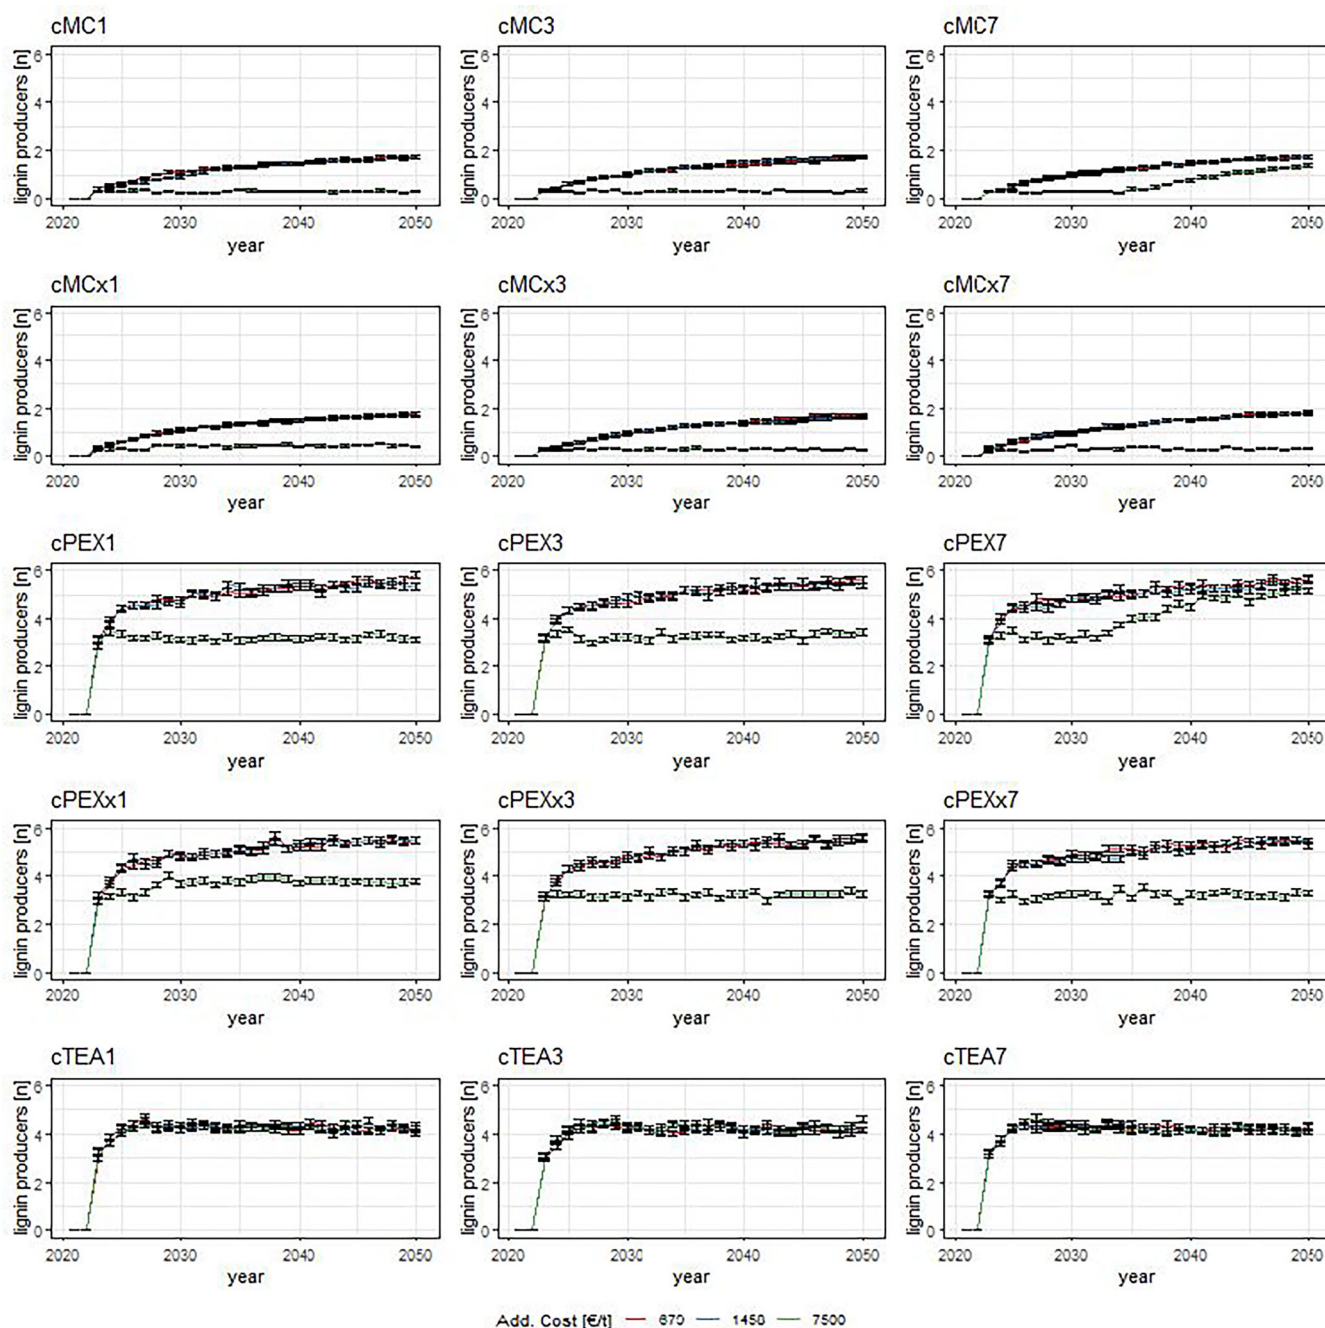 cMC1 cMC3 cMC7
lignin producers [n] lignin producers [n] lignin producers [n]
6 6 6
4 4 4
2 2 2
0 0 0
2020 2030 2040 2050 2020 2030 2040 2050 2020 2030 2040 2050
year year year
cMCx1 cMCx3 cMCx7
lignin producers [n] lignin producers [n] lignin producers [n]
6 6 6
4 4 4
2 2 2
0 0 0
2020 2030 2040 2050 2020 2030 2040 2050 2020 2030 2040 2050
year year year
cPEX1 cPEX3 cPEX7
lignin producers [n] lignin producers [n] lignin producers [n]
6 6 6
4 4 4
2 2 2
0 0 0
2020 2030 2040 2050 2020 2030 2040 2050 2020 2030 2040 2050
year year year
cPEXx1 cPEXx3 cPEXx7
lignin producers [n] lignin producers [n] lignin producers [n]
6 6 6
4 4 4
2 2 2
0 0 0
2020 2030 2040 2050 2020 2030 2040 2050 2020 2030 2040 2050
year year year
cTEA1 cTEA3 cTEA7
lignin producers [n] lignin producers [n] lignin producers [n]
6 6 6
4 4 4
2 2 2
0 0 0
2020 2030 2040 2050 2020 2030 2040 2050 2020 2030 2040 2050
year year year
Add. Cost [€/t] 670 1450 7500